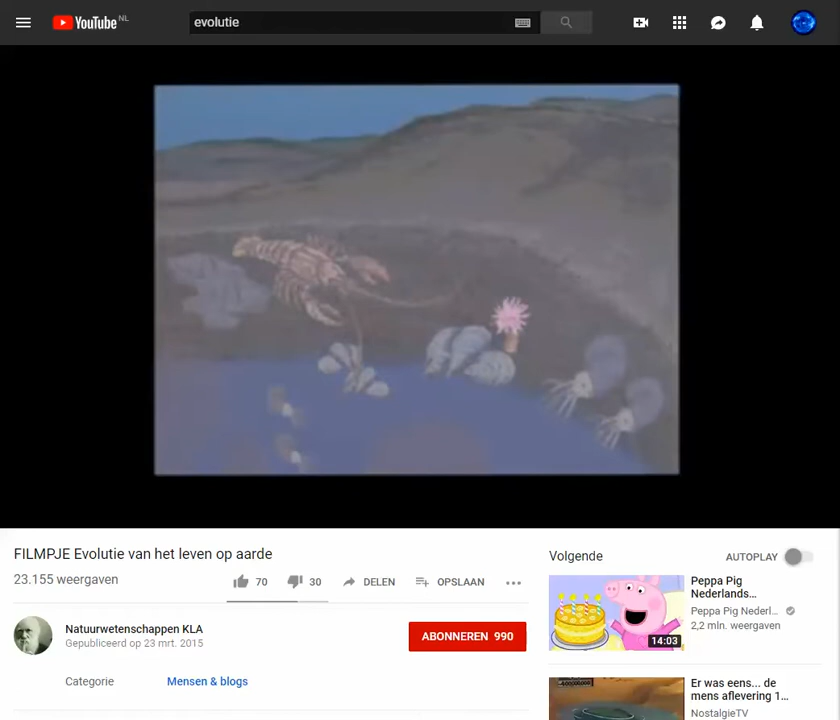 YouTube NL
evolutie
FILMPJE Evolutie van het leven op aarde
23.155 weergaven
70
30
DELEN
OPSLAAN
Natuurwetenschappen KLA
Gepubliceerd op 23 mrt. 2015
ABONNEREN 990
Categorie
Mensen & blogs
Volgende
AUTOPLAY
Peppa Pig
Nederlands...
Peppa Pig Nederl...
2,2 mln. weergaven
14:03
Er was eens... de
mens aflevering 1...
NostalgieTV